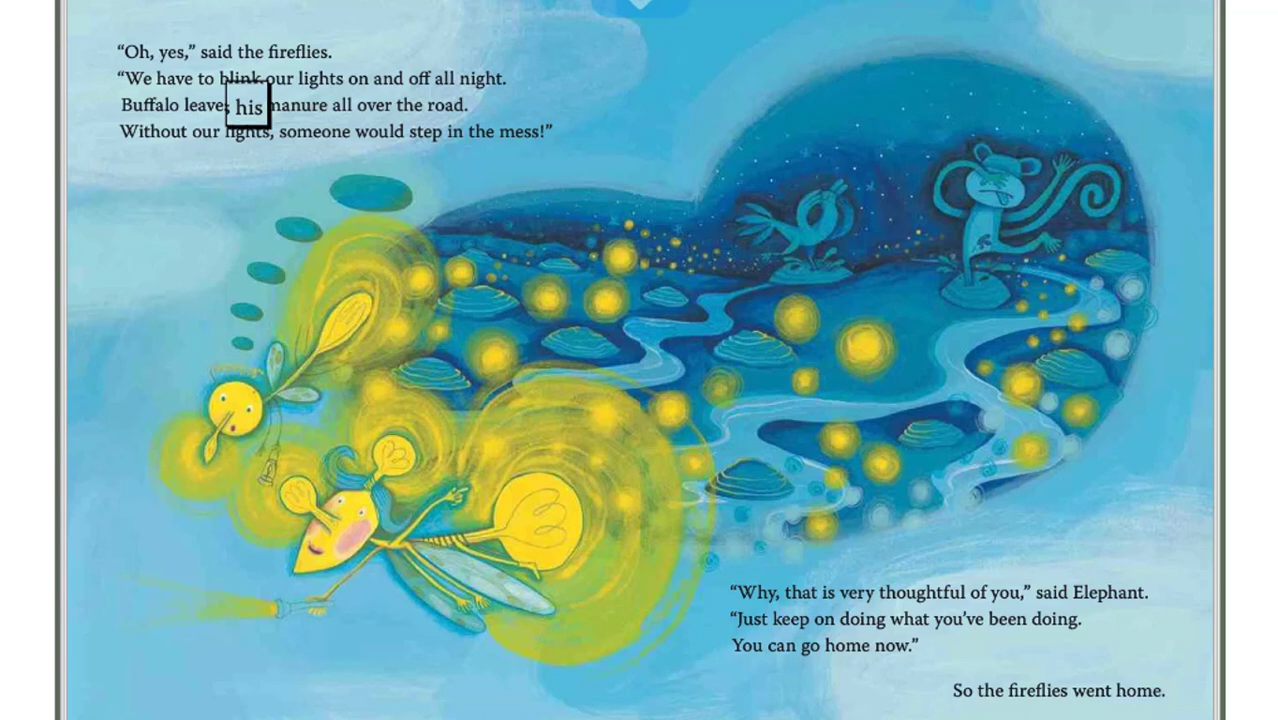 “Oh, yes,” said the fireflies.
“We have to blink our lights on and off all night.
Buffalo leaves his manure all over the road.
Without our lights, someone would step in the mess!”
“Why, that is very thoughtful of you,” said Elephant.
“Just keep on doing what you’ve been doing.
You can go home now.”
So the fireflies went home.